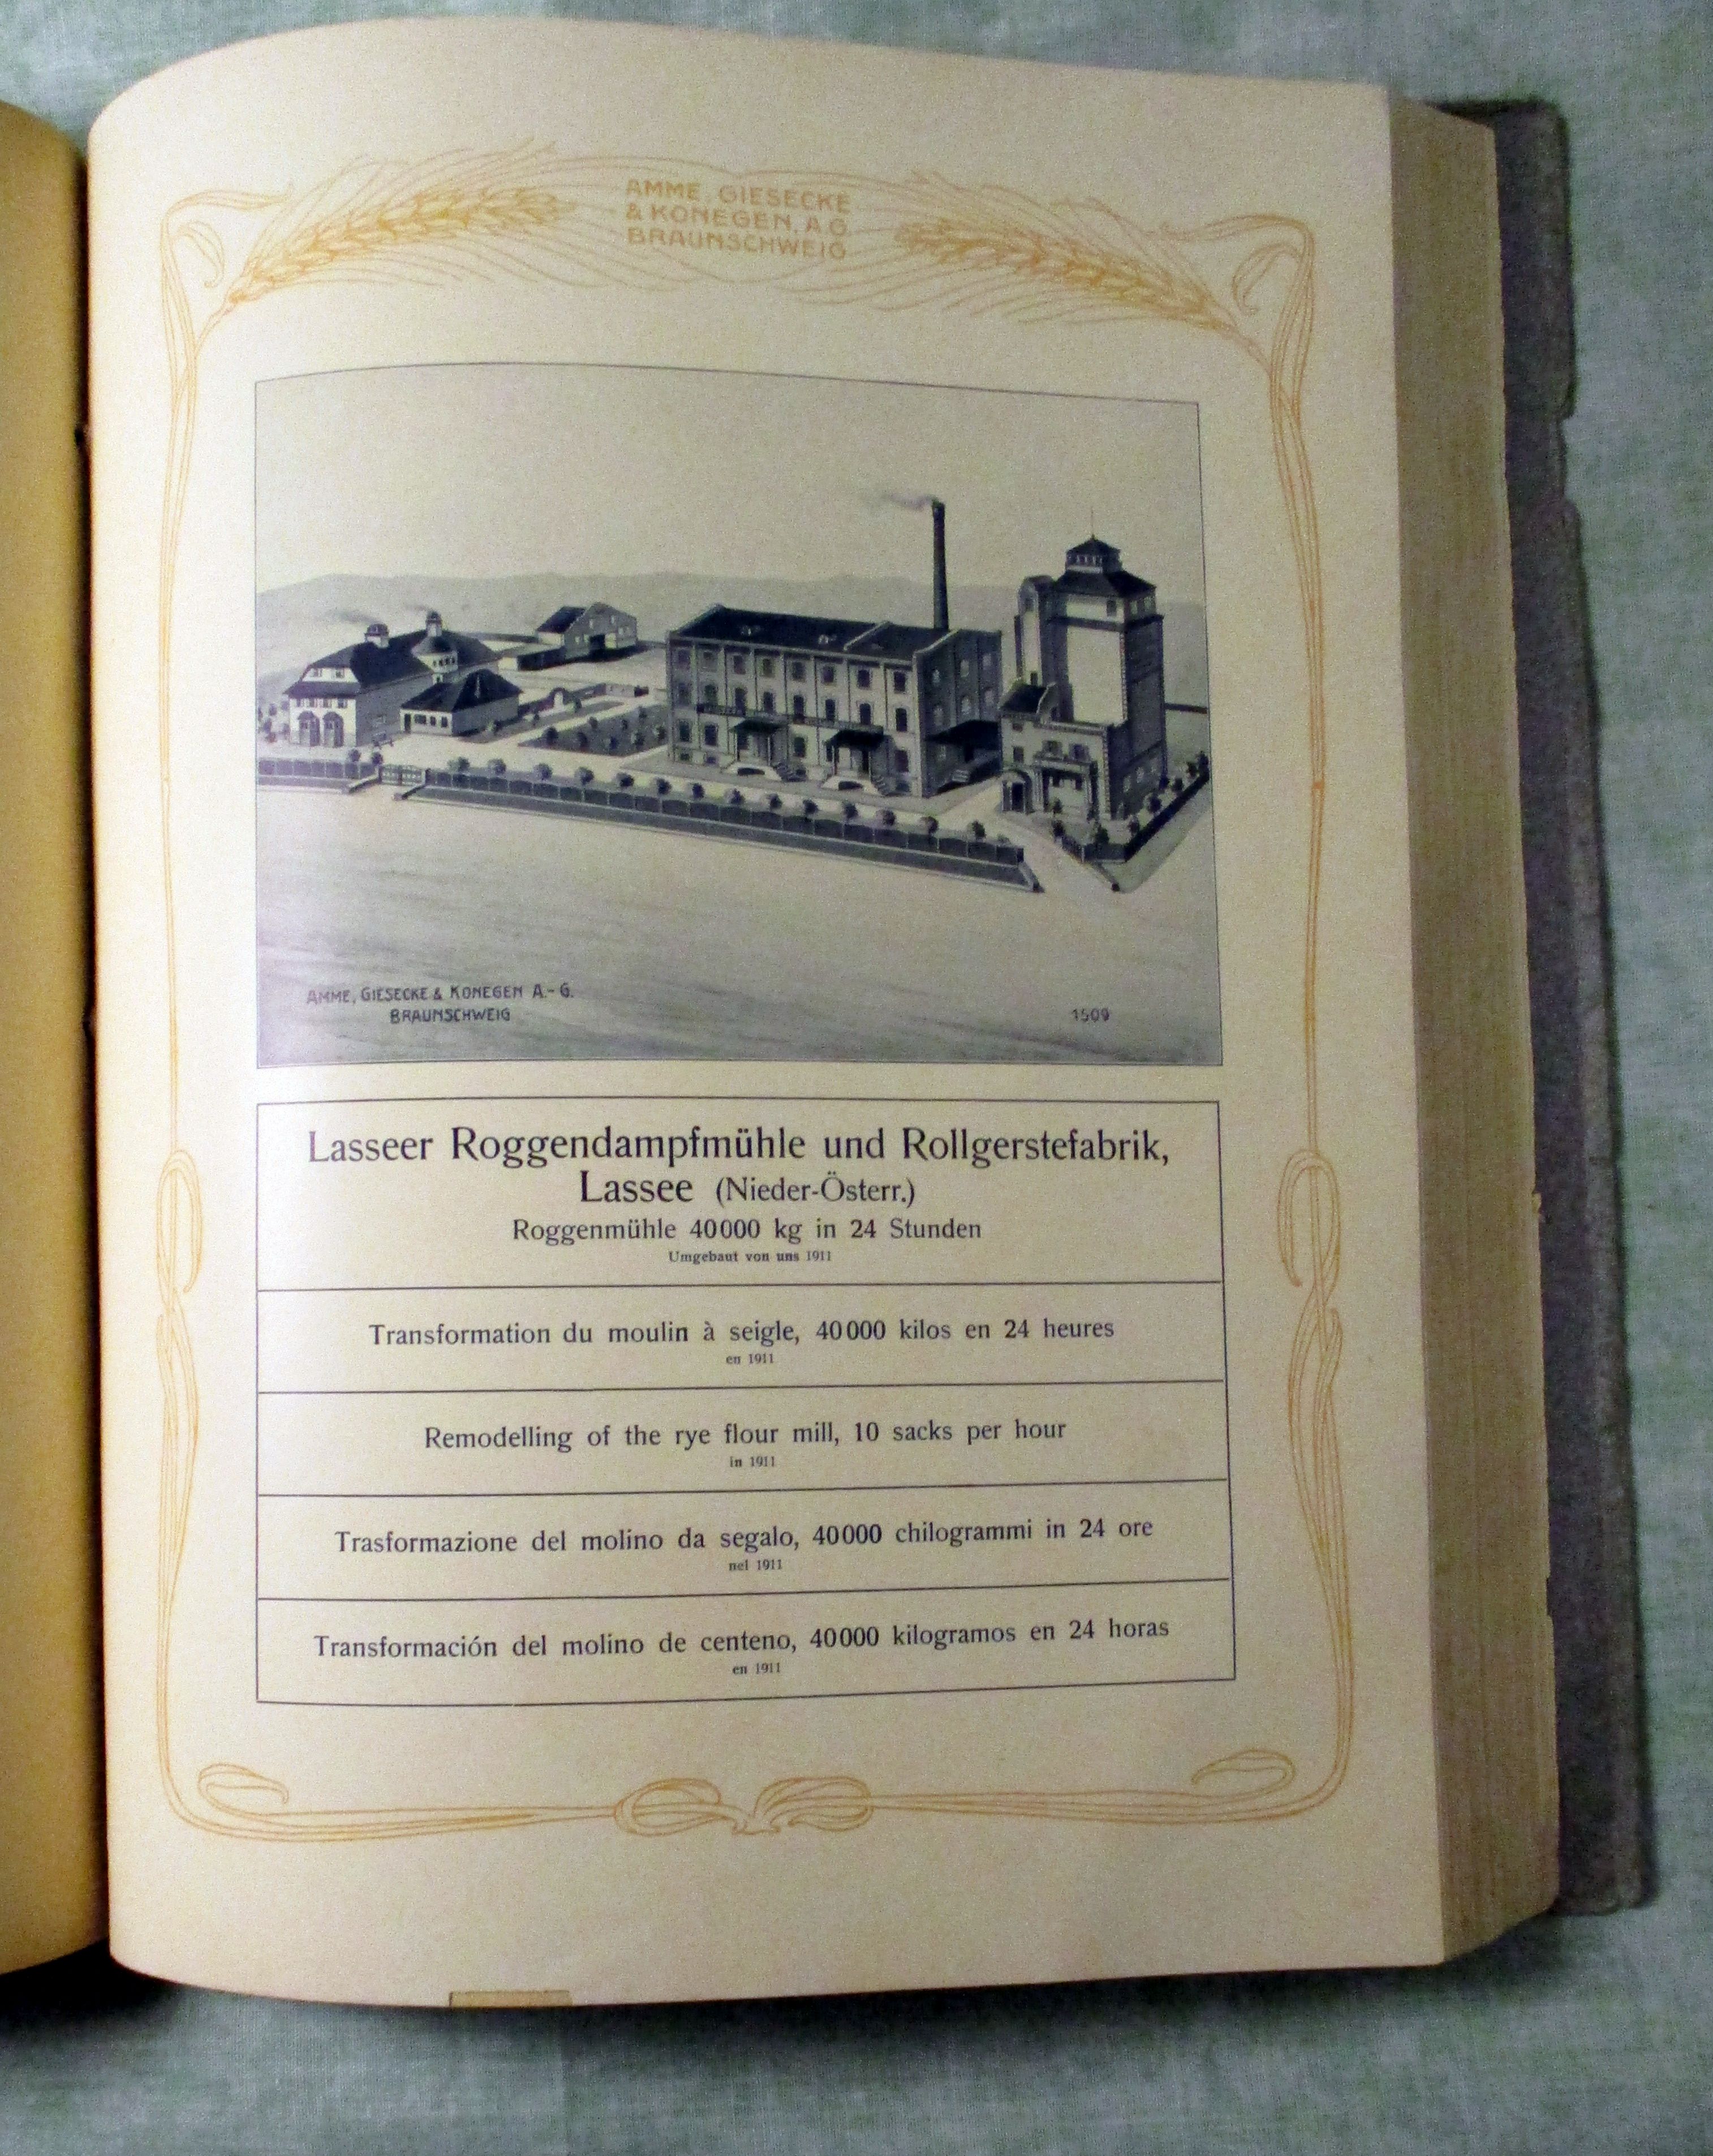 AMME, GIESECKE
& KONEGEN, A.G.
BRAUNSCHWEIG
AMME, GIESECKE & KONEGEN A.-G.
BRAUNSCHWEIG
1509
Lasseer Roggendampfmühle und Rollgerstefabrik,
Lassee (Nieder-Österr.)
Roggenmühle 40000 kg in 24 Stunden
Umgebaut von uns 1911
Transformation du moulin à seigle, 40000 kilos en 24 heures
en 1911
Remodelling of the rye flour mill, 10 sacks per hour
in 1911
Trasformazione del molino da segalo, 40000 chilogrammi in 24 ore
nel 1911
Transformación del molino de centeno, 40000 kilogramos en 24 horas
en 1911